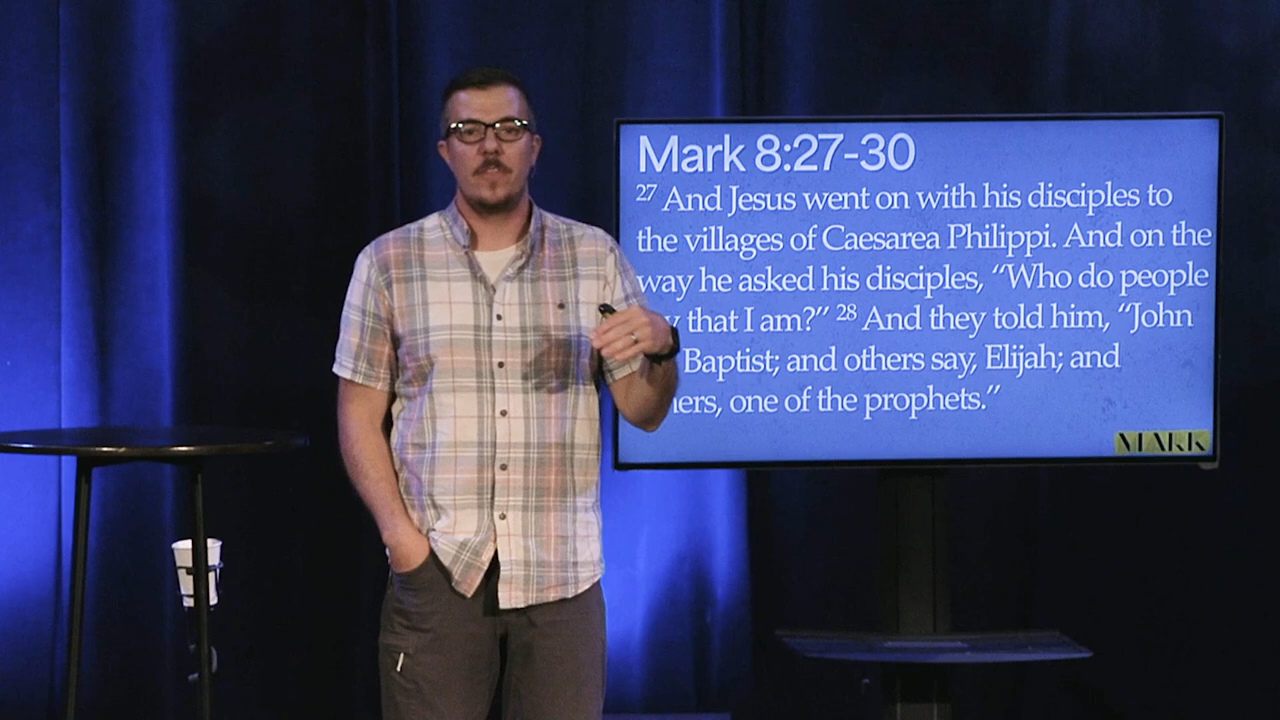 Mark 8:27-30
27 And Jesus went on with his disciples to
the villages of Caesarea Philippi. And on the
way he asked his disciples, “Who do people
y that I am?” 28 And they told him, “John
Baptist; and others say, Elijah; and
ers, one of the prophets.”
MARK